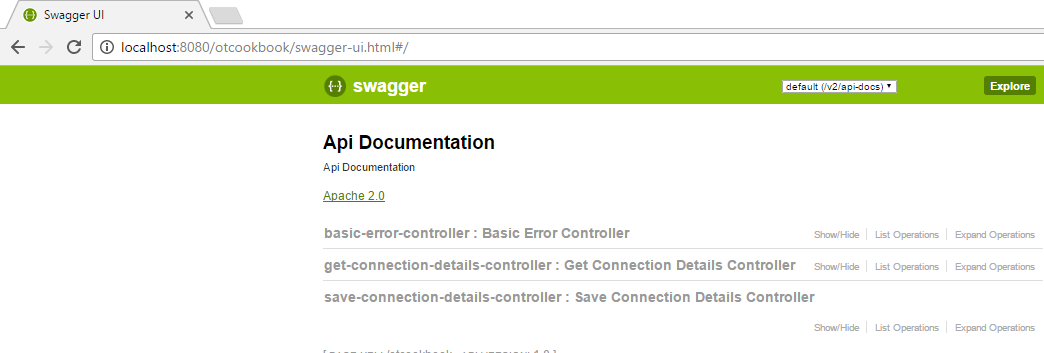 Swagger UI
localhost:8080/otcookbook/swagger-ui.html#/
swagger default (/v2/api-docs) Explore
Api Documentation
Api Documentation
Apache 2.0
basic-error-controller : Basic Error Controller Show/Hide List Operations Expand Operations
get-connection-details-controller : Get Connection Details Controller Show/Hide List Operations Expand Operations
save-connection-details-controller : Save Connection Details Controller
Show/Hide List Operations Expand Operations